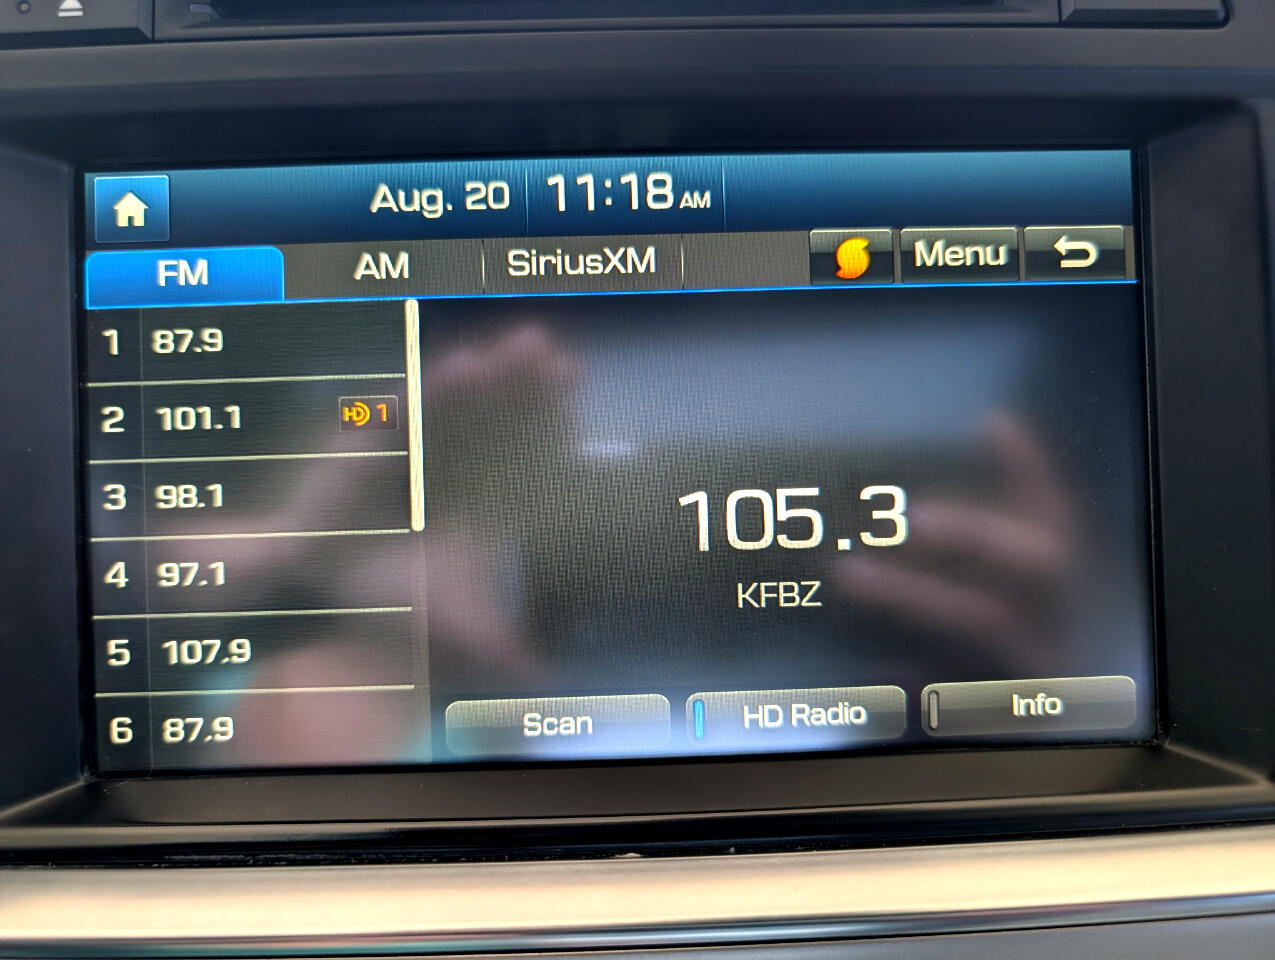 Aug. 20 11:18 AM
FM AM SiriusXM Menu
1 87.9
2 101.1 HD 1
3 98.1
4 97.1
5 107.9
6 87.9
105.3
KFBZ
Scan HD Radio Info